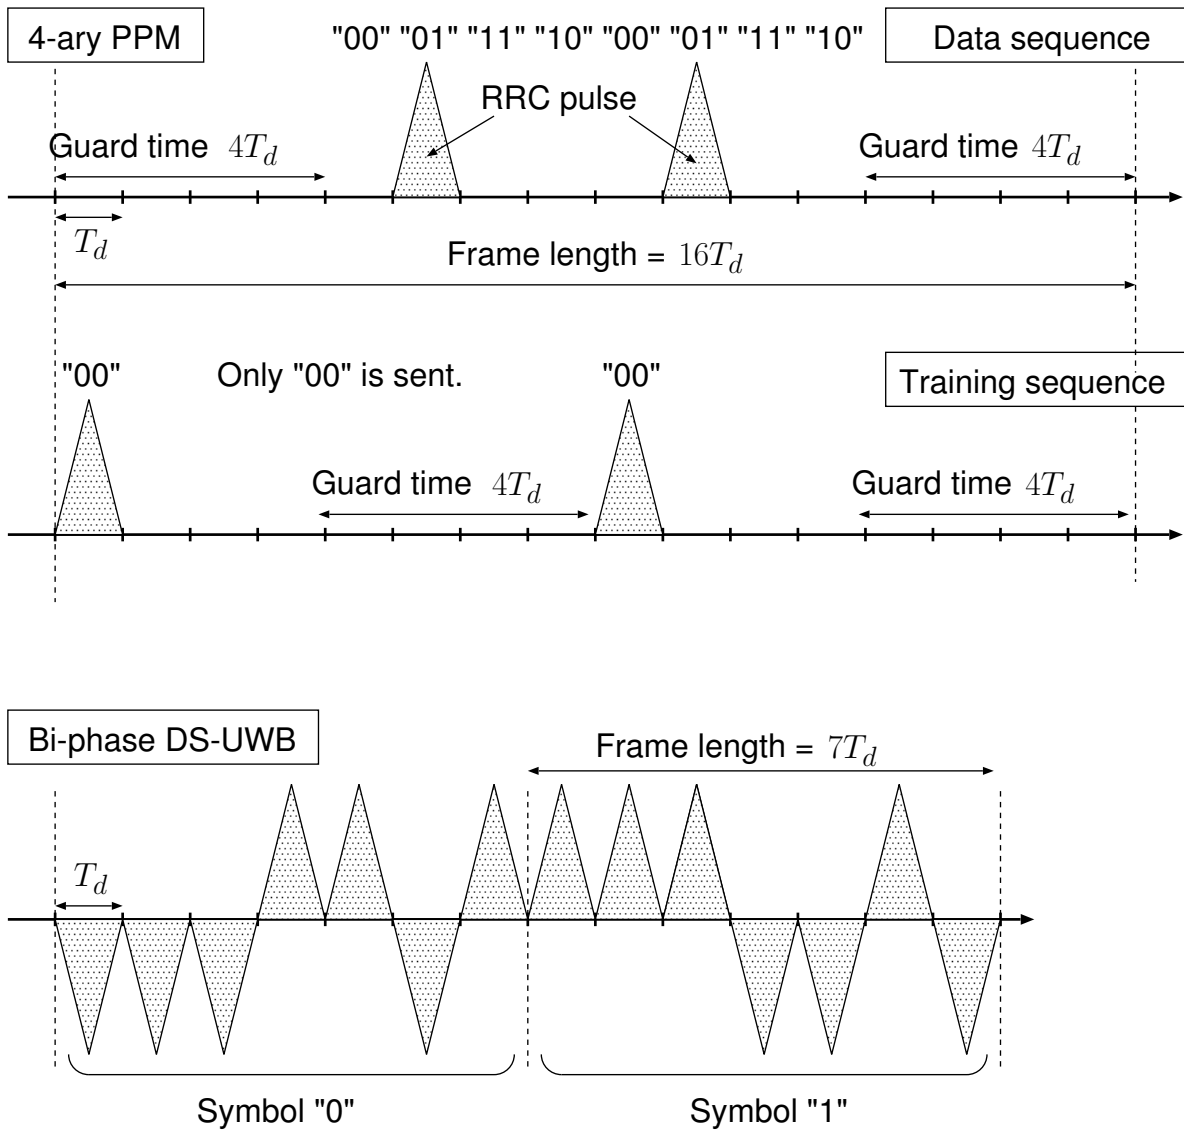 4-ary PPM
"00" "01" "11" "10" "00" "01" "11" "10"
Data sequence
RRC pulse
Guard time 4T_d
Guard time 4T_d
T_d
Frame length = 16T_d
"00"
Only "00" is sent.
"00"
Training sequence
Guard time 4T_d
Guard time 4T_d
Bi-phase DS-UWB
Frame length = 7T_d
T_d
Symbol "0"
Symbol "1"